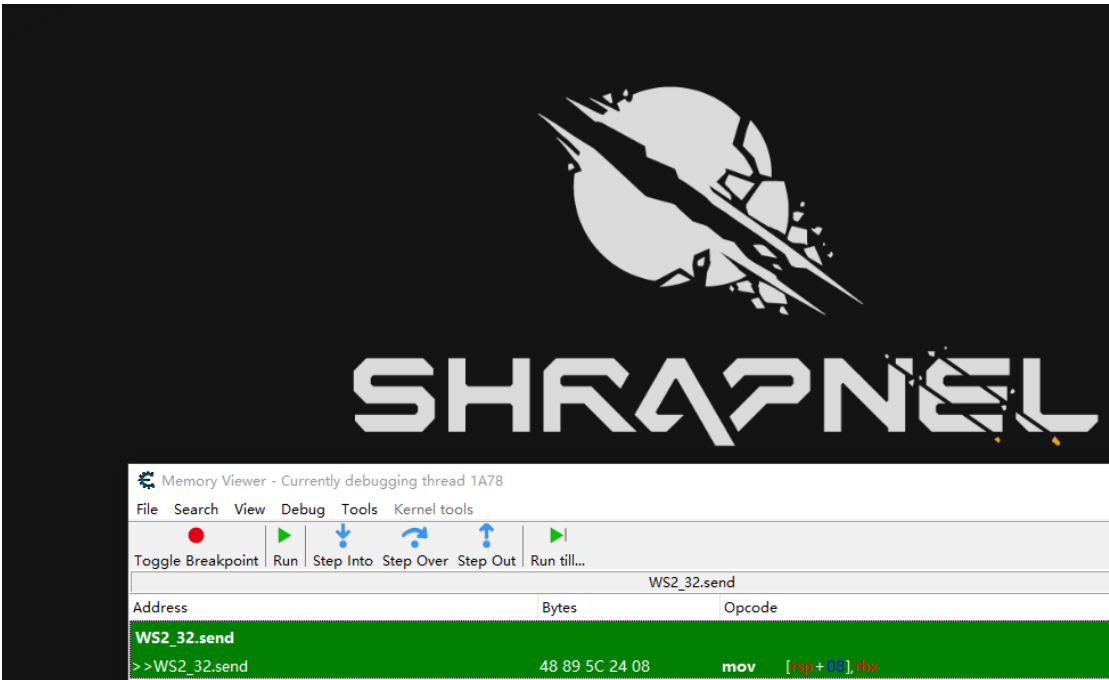 SHRAPNEL
Memory Viewer - Currently debugging thread 1A78
File Search View Debug Tools Kernel tools
Toggle Breakpoint Run Step Into Step Over Step Out Run till...
WS2_32.send
Address Bytes Opcode
WS2_32.send
>>WS2_32.send 48 89 5C 24 08 mov [rsp+08],rbx